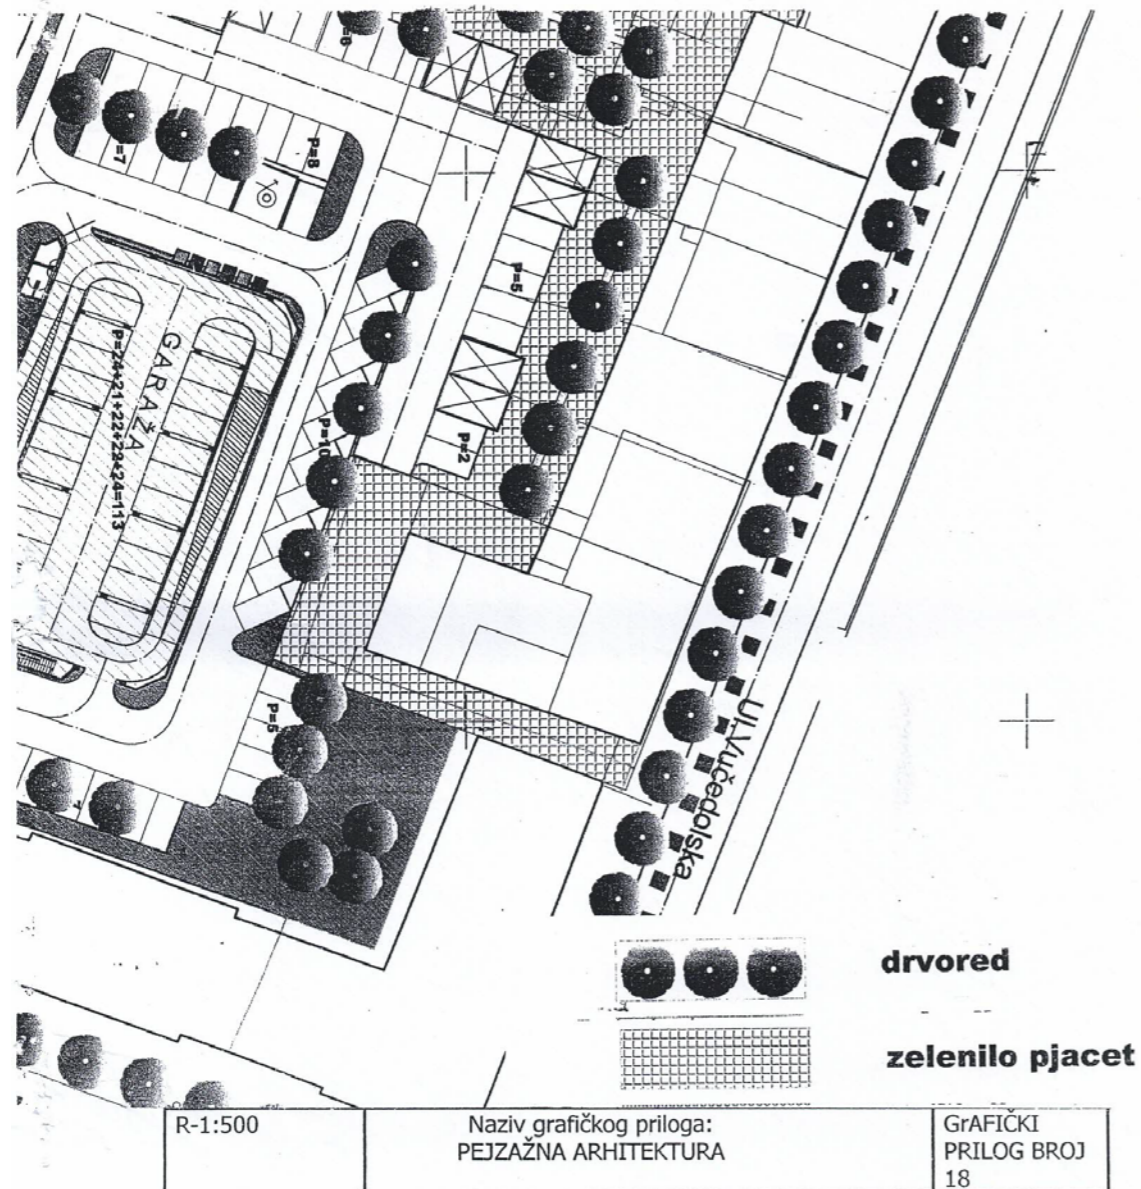 P=6
P=7
P=8
P=5
GARAŽA
P=24+21+22+22+24=113
P=10
P=2
P=5
Ul.Vučedolska
drvored
zelenilo pjacet
R-1:500
Naziv grafičkog priloga:
PEJZAŽNA ARHITEKTURA
GrAFIČKI
PRILOG BROJ
18